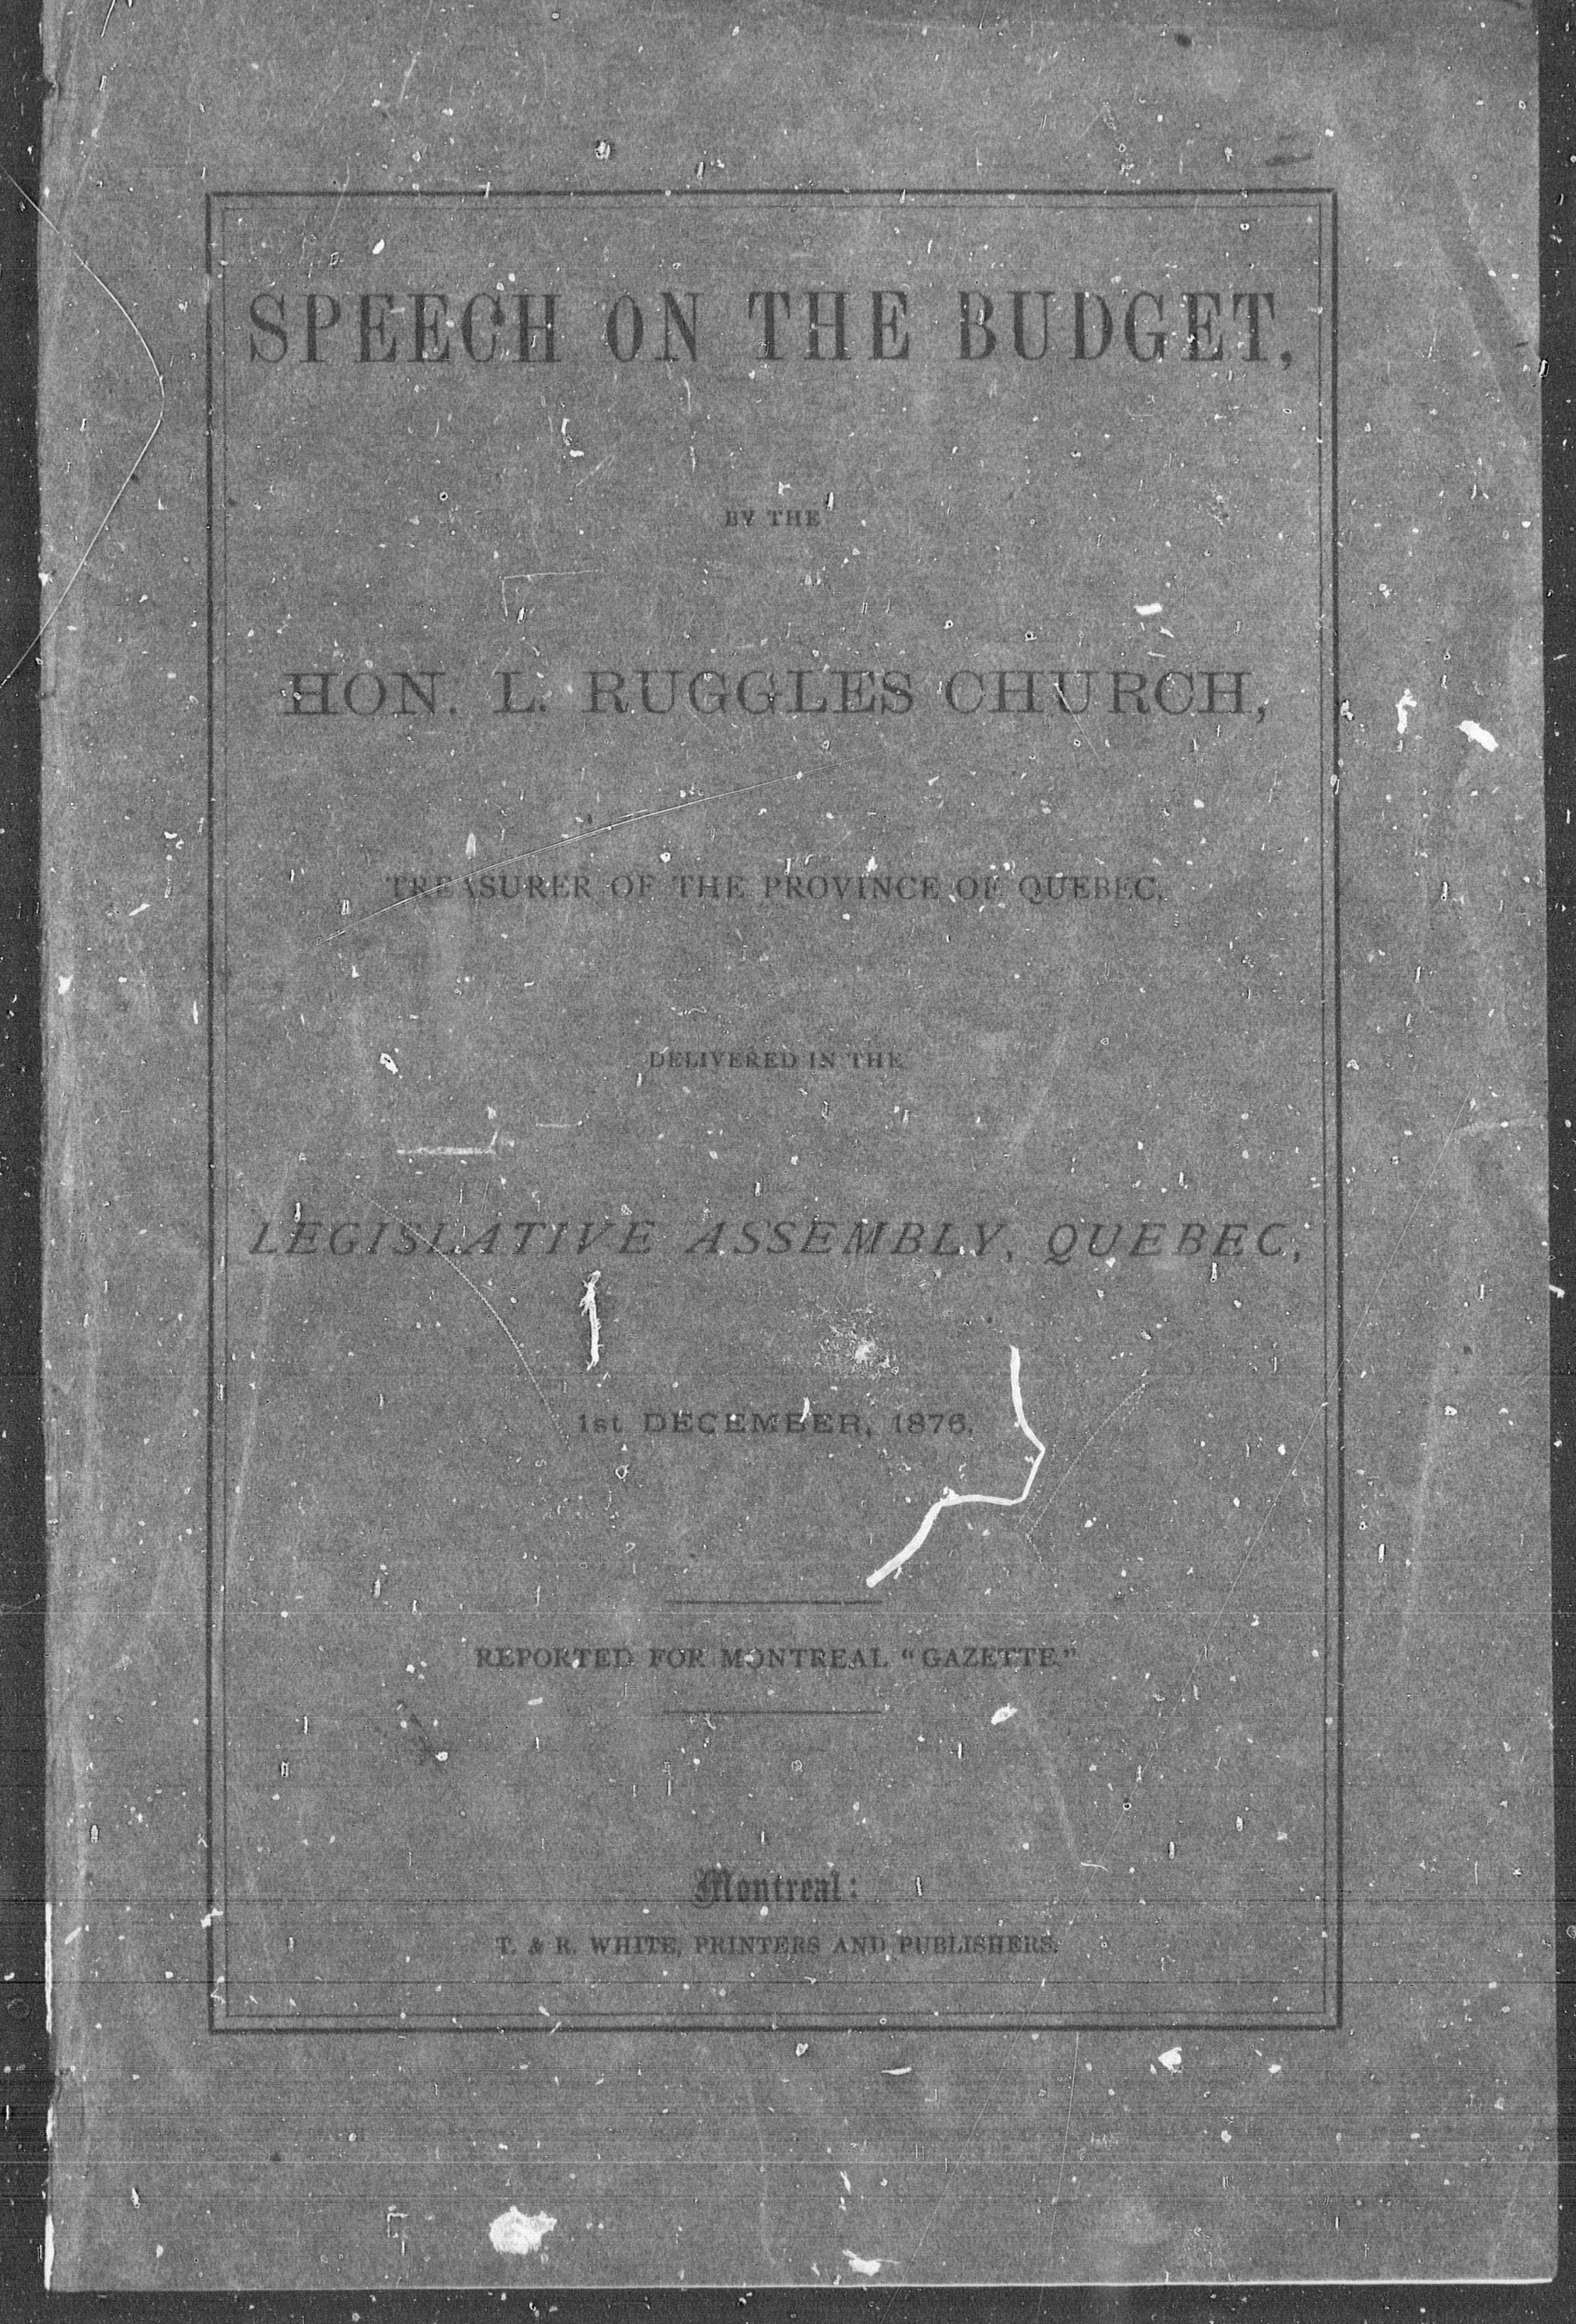 SPEECH ON THE BUDGET,
BY THE
HON. L. RUGGLES CHURCH,
TREASURER OF THE PROVINCE OF QUEBEC,
DELIVERED IN THE
LEGISLATIVE ASSEMBLY, QUEBEC,
1st DECEMBER, 1876.
REPORTED FOR MONTREAL "GAZETTE."
Montreal:
T. & R. WHITE, PRINTERS AND PUBLISHERS.